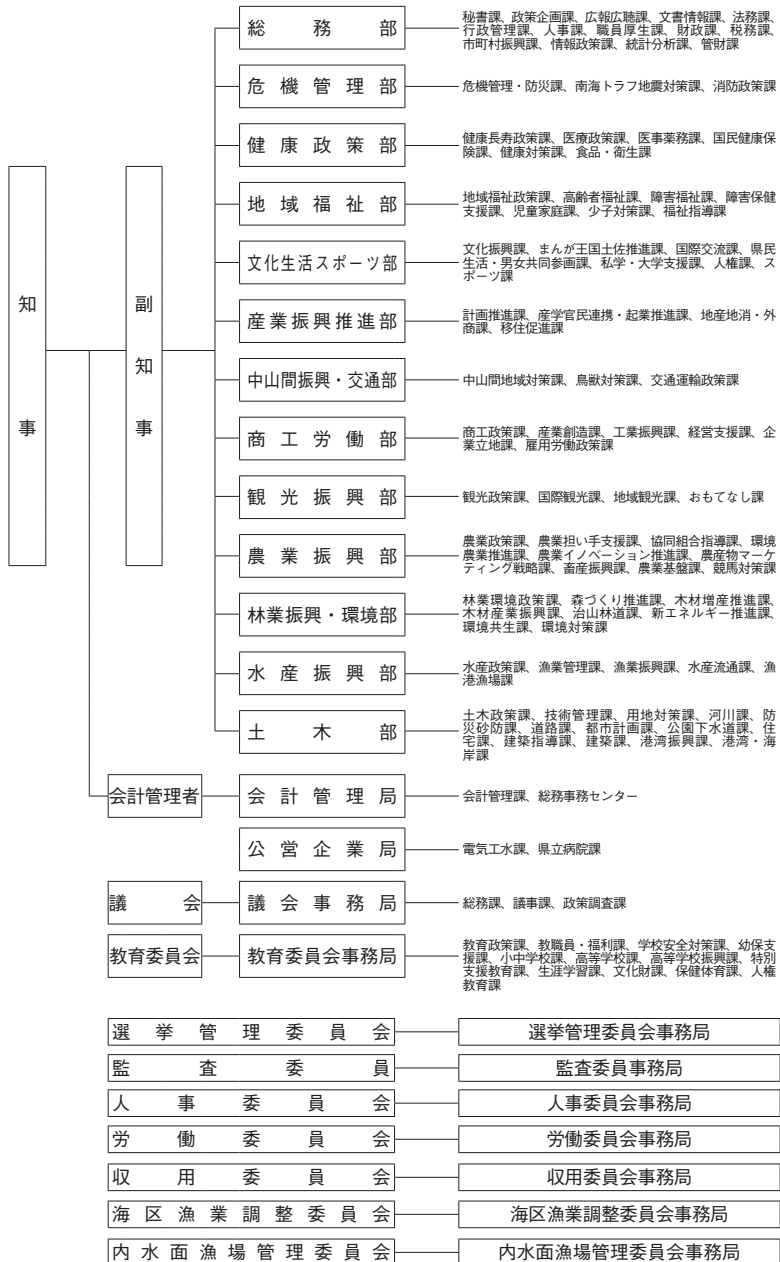 知事
副知事
総務部
秘書課、政策企画課、広報広聴課、文書情報課、法務課、
行政管理課、人事課、職員厚生課、財政課、税務課、
市町村振興課、情報政策課、統計分析課、管財課
危機管理部
危機管理・防災課、南海トラフ地震対策課、消防政策課
健康政策部
健康長寿政策課、医療政策課、医事薬務課、国民健康保
険課、健康対策課、食品・衛生課
地域福祉部
地域福祉政策課、高齢者福祉課、障害福祉課、障害保健
支援課、児童家庭課、少子対策課、福祉指導課
文化生活スポーツ部
文化振興課、まんが王国土佐推進課、国際交流課、県民
生活・男女共同参画課、私学・大学支援課、人権課、ス
ポーツ課
産業振興推進部
計画推進課、産学官民連携・起業推進課、地産地消・外
商課、移住促進課
中山間振興・交通部
中山間地域対策課、鳥獣対策課、交通運輸政策課
商工労働部
商工政策課、産業創造課、工業振興課、経営支援課、企
業立地課、雇用労働政策課
観光振興部
観光政策課、国際観光課、地域観光課、おもてなし課
農業振興部
農業政策課、農業担い手支援課、協同組合指導課、環境
農業推進課、農業イノベーション推進課、農産物マーケ
ティング戦略課、畜産振興課、農業基盤課、競馬対策課
林業振興・環境部
林業環境政策課、森づくり推進課、木材増産推進課、
木材産業振興課、治山林道課、新エネルギー推進課、
環境共生課、環境対策課
水産振興部
水産政策課、漁業管理課、漁業振興課、水産流通課、漁
港漁場課
土木部
土木政策課、技術管理課、用地対策課、河川課、防
災砂防課、道路課、都市計画課、公園下水道課、住
宅課、建築指導課、建築課、港湾振興課、港湾・海
岸課
会計管理者
会計管理局
会計管理課、総務事務センター
公営企業局
電気工水課、県立病院課
議会
議会事務局
総務課、議事課、政策調査課
教育委員会
教育委員会事務局
教育政策課、教職員・福利課、学校安全対策課、幼保支
援課、小中学校課、高等学校課、高等学校振興課、特別
支援教育課、生涯学習課、文化財課、保健体育課、人権
教育課
選挙管理委員会
選挙管理委員会事務局
監査委員
監査委員事務局
人事委員会
人事委員会事務局
労働委員会
労働委員会事務局
収用委員会
収用委員会事務局
海区漁業調整委員会
海区漁業調整委員会事務局
内水面漁場管理委員会
内水面漁場管理委員会事務局